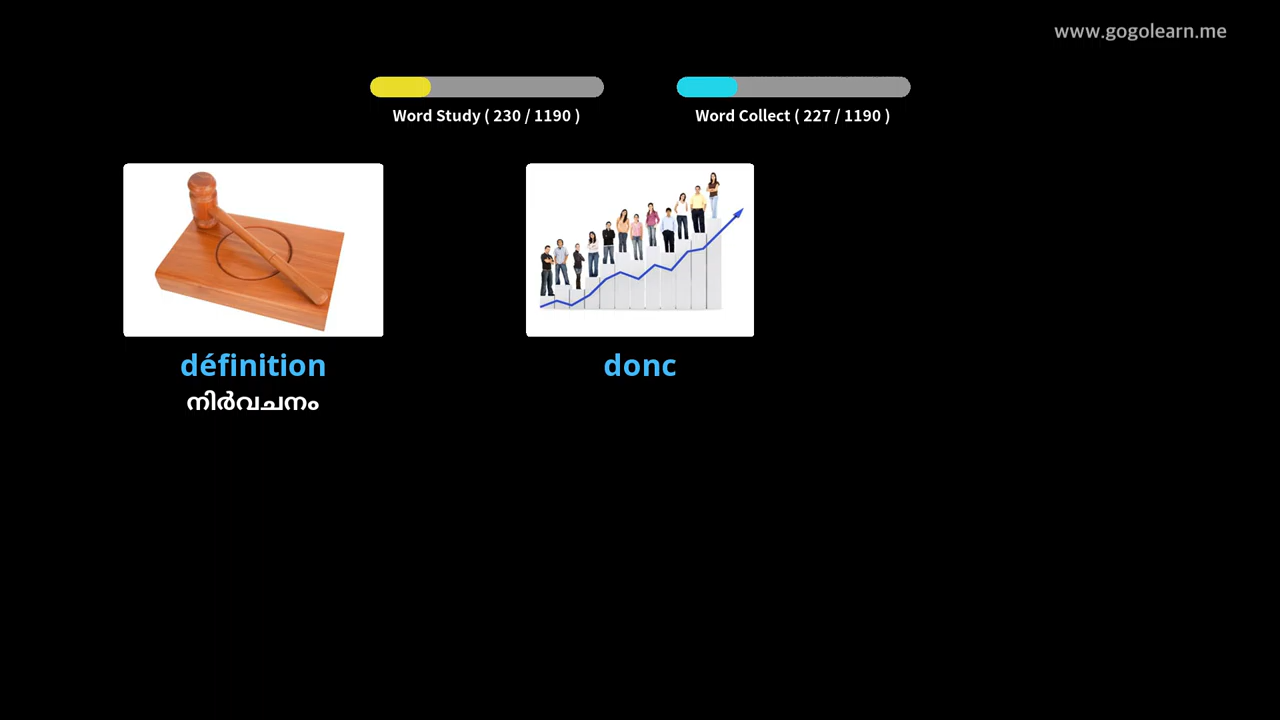 www.gogolearn.me
Word Study ( 230 / 1190 )
Word Collect ( 227 / 1190 )
définition
donc
നിർവചനം